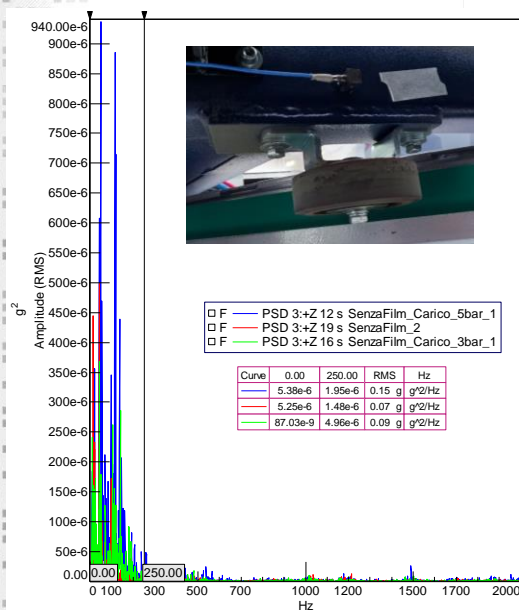 940.00e-6
900e-6
850e-6
800e-6
750e-6
700e-6
650e-6
600e-6
550e-6
500e-6
450e-6
400e-6
350e-6
300e-6
250e-6
200e-6
150e-6
100e-6
50e-6
0.00
g²
Amplitude (RMS)
F PSD 3:+Z 12 s SenzaFilm_Carico_5bar_1
F PSD 3:+Z 19 s SenzaFilm_2
F PSD 3:+Z 16 s SenzaFilm_Carico_3bar_1
Curve 0.00 250.00 RMS Hz
5.38e-6 1.95e-6 0.15 g g^2/Hz
5.25e-6 1.48e-6 0.07 g g^2/Hz
87.03e-9 4.96e-6 0.09 g g^2/Hz
0.00 250.00
0 100 300 500 700 1000 1200 1500 1700 2000
Hz